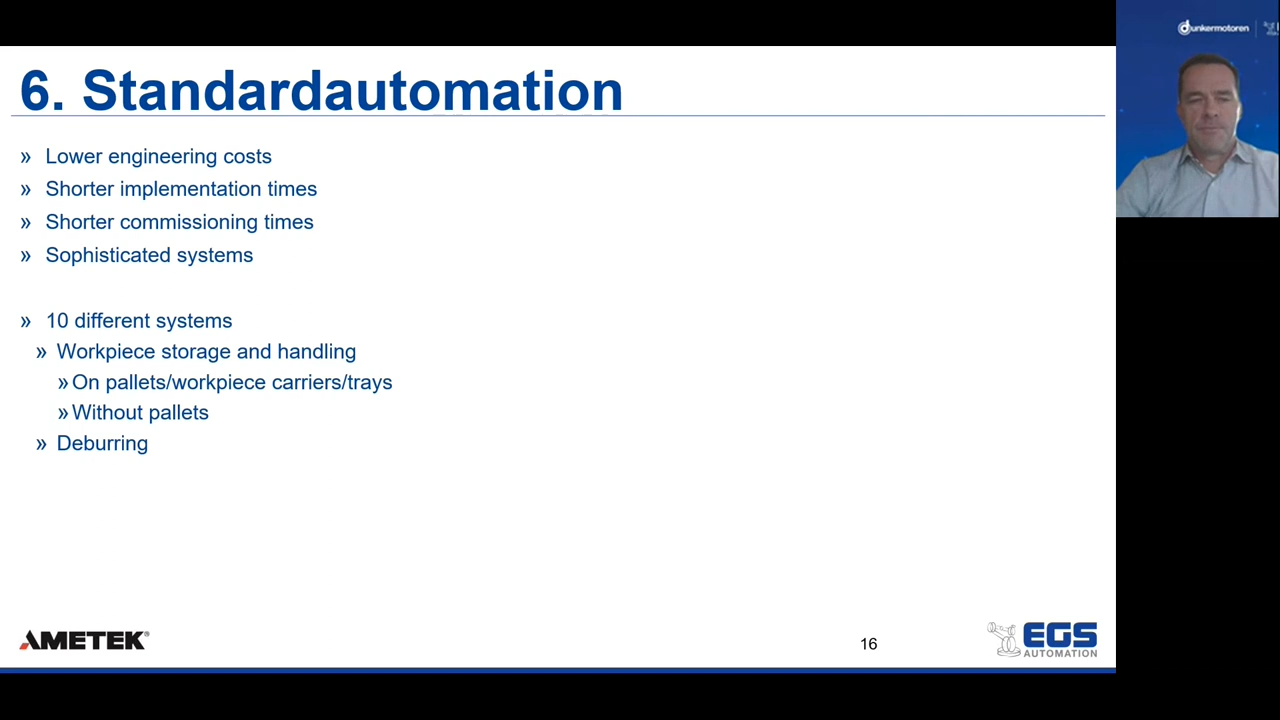 6. Standardautomation
» Lower engineering costs
» Shorter implementation times
» Shorter commissioning times
» Sophisticated systems
» 10 different systems
» Workpiece storage and handling
» On pallets/workpiece carriers/trays
» Without pallets
» Deburring
AMETEK®
16
EGS
AUTOMATION
dunkermotoren